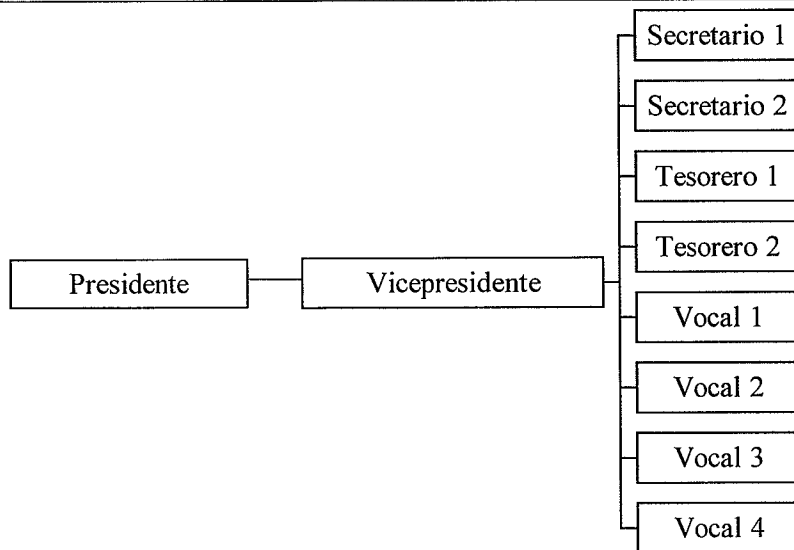 Secretario 1
Secretario 2
Tesorero 1
Tesorero 2
Presidente
Vicepresidente
Vocal 1
Vocal 2
Vocal 3
Vocal 4